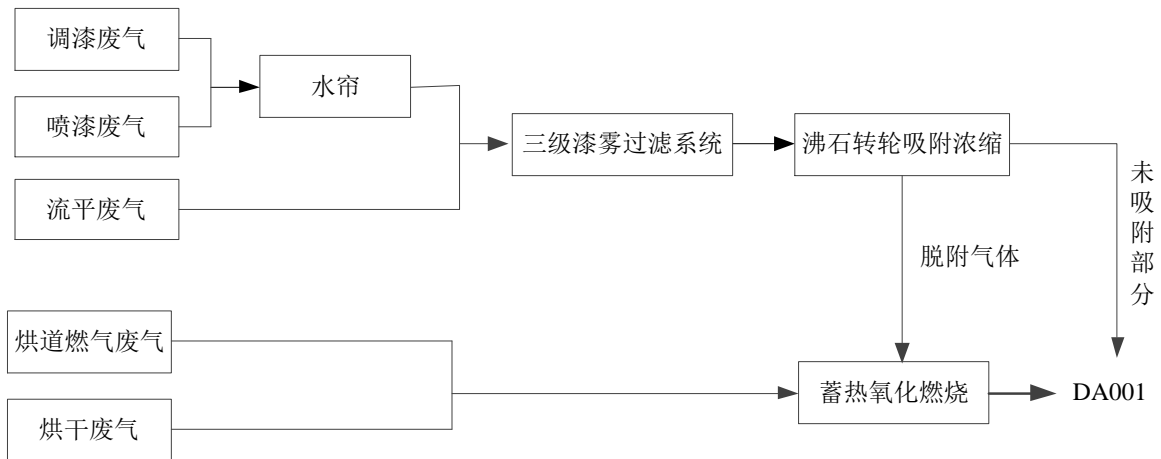 调漆废气
喷漆废气
水帘
流平废气
三级漆雾过滤系统
沸石转轮吸附浓缩
未吸附部分
脱附气体
烘道燃气废气
烘干废气
蓄热氧化燃烧
DA001